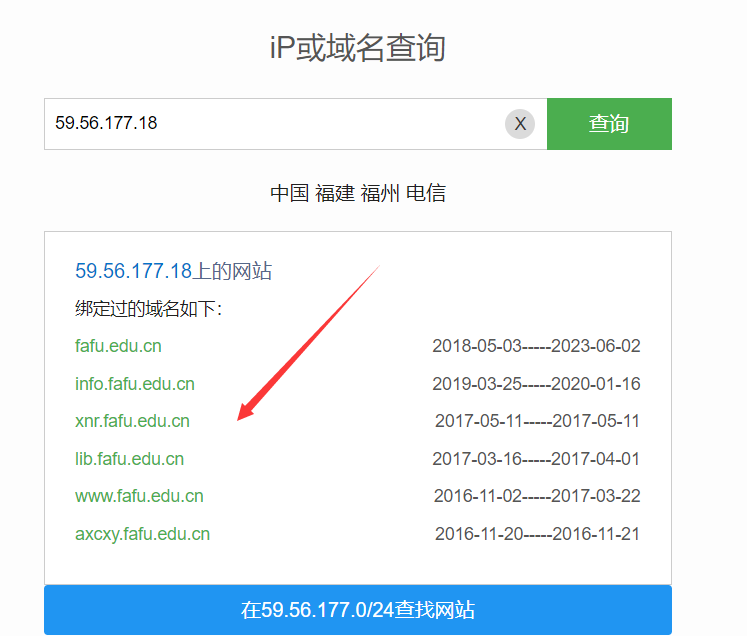 iP或域名查询
59.56.177.18 X 查询
中国 福建 福州 电信
59.56.177.18上的网站
绑定过的域名如下：
fafu.edu.cn 2018-05-03-----2023-06-02
info.fafu.edu.cn 2019-03-25-----2020-01-16
xnr.fafu.edu.cn 2017-05-11-----2017-05-11
lib.fafu.edu.cn 2017-03-16-----2017-04-01
www.fafu.edu.cn 2016-11-02-----2017-03-22
axcxy.fafu.edu.cn 2016-11-20-----2016-11-21
在59.56.177.0/24查找网站